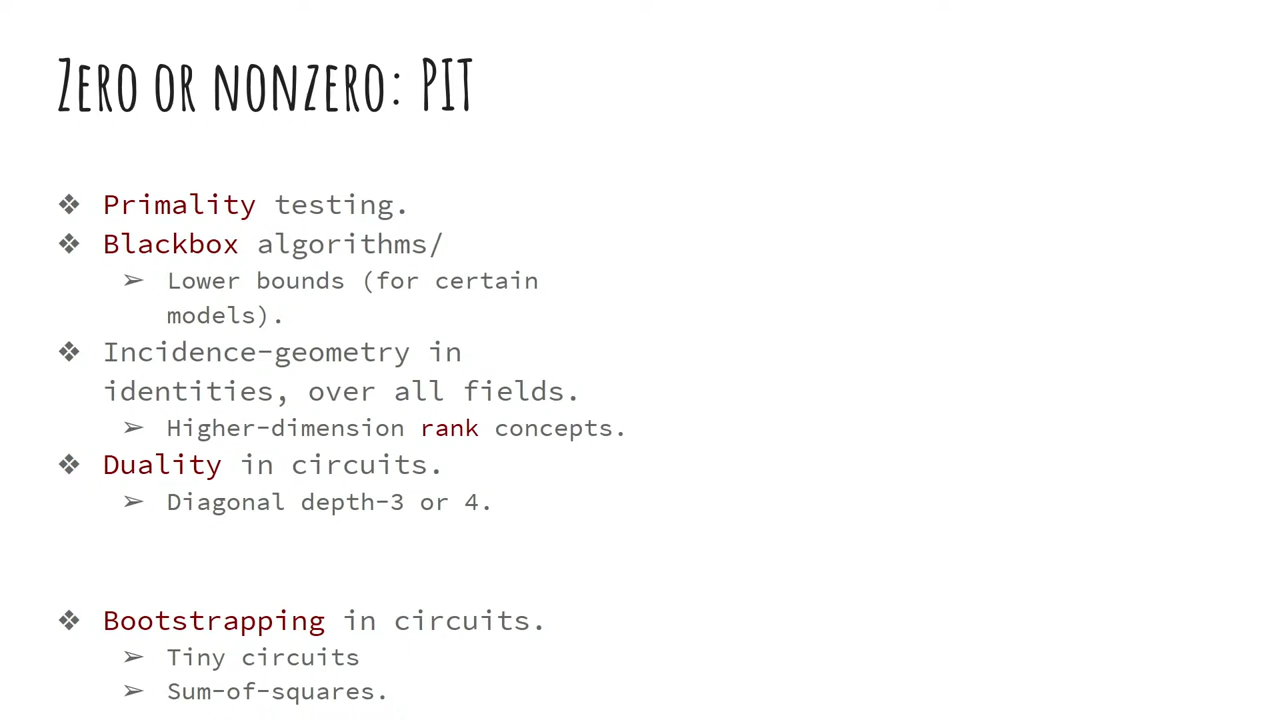 Zero or nonzero: PIT
❖ Primality testing.
❖ Blackbox algorithms/
➢ Lower bounds (for certain
models).
❖ Incidence-geometry in
identities, over all fields.
➢ Higher-dimension rank concepts.
❖ Duality in circuits.
➢ Diagonal depth-3 or 4.
❖ Bootstrapping in circuits.
➢ Tiny circuits
➢ Sum-of-squares.